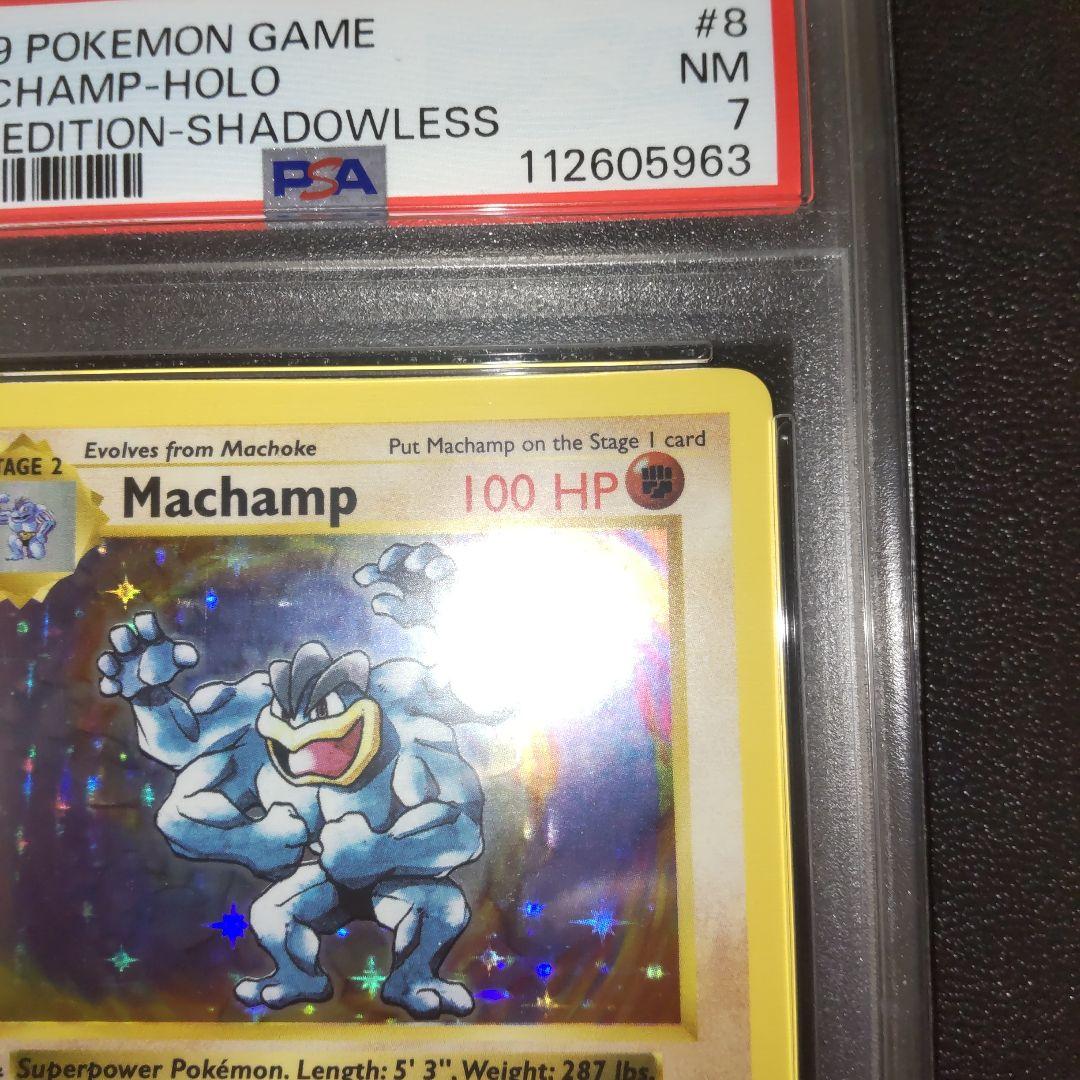 9 POKEMON GAME
CHAMP-HOLO
EDITION-SHADOWLESS
#8
NM
7
112605963
PSA
TAGE 2
Evolves from Machoke
Put Machamp on the Stage 1 card
Machamp
100 HP
Superpower Pokémon. Length: 5' 3", Weight: 287 lbs.